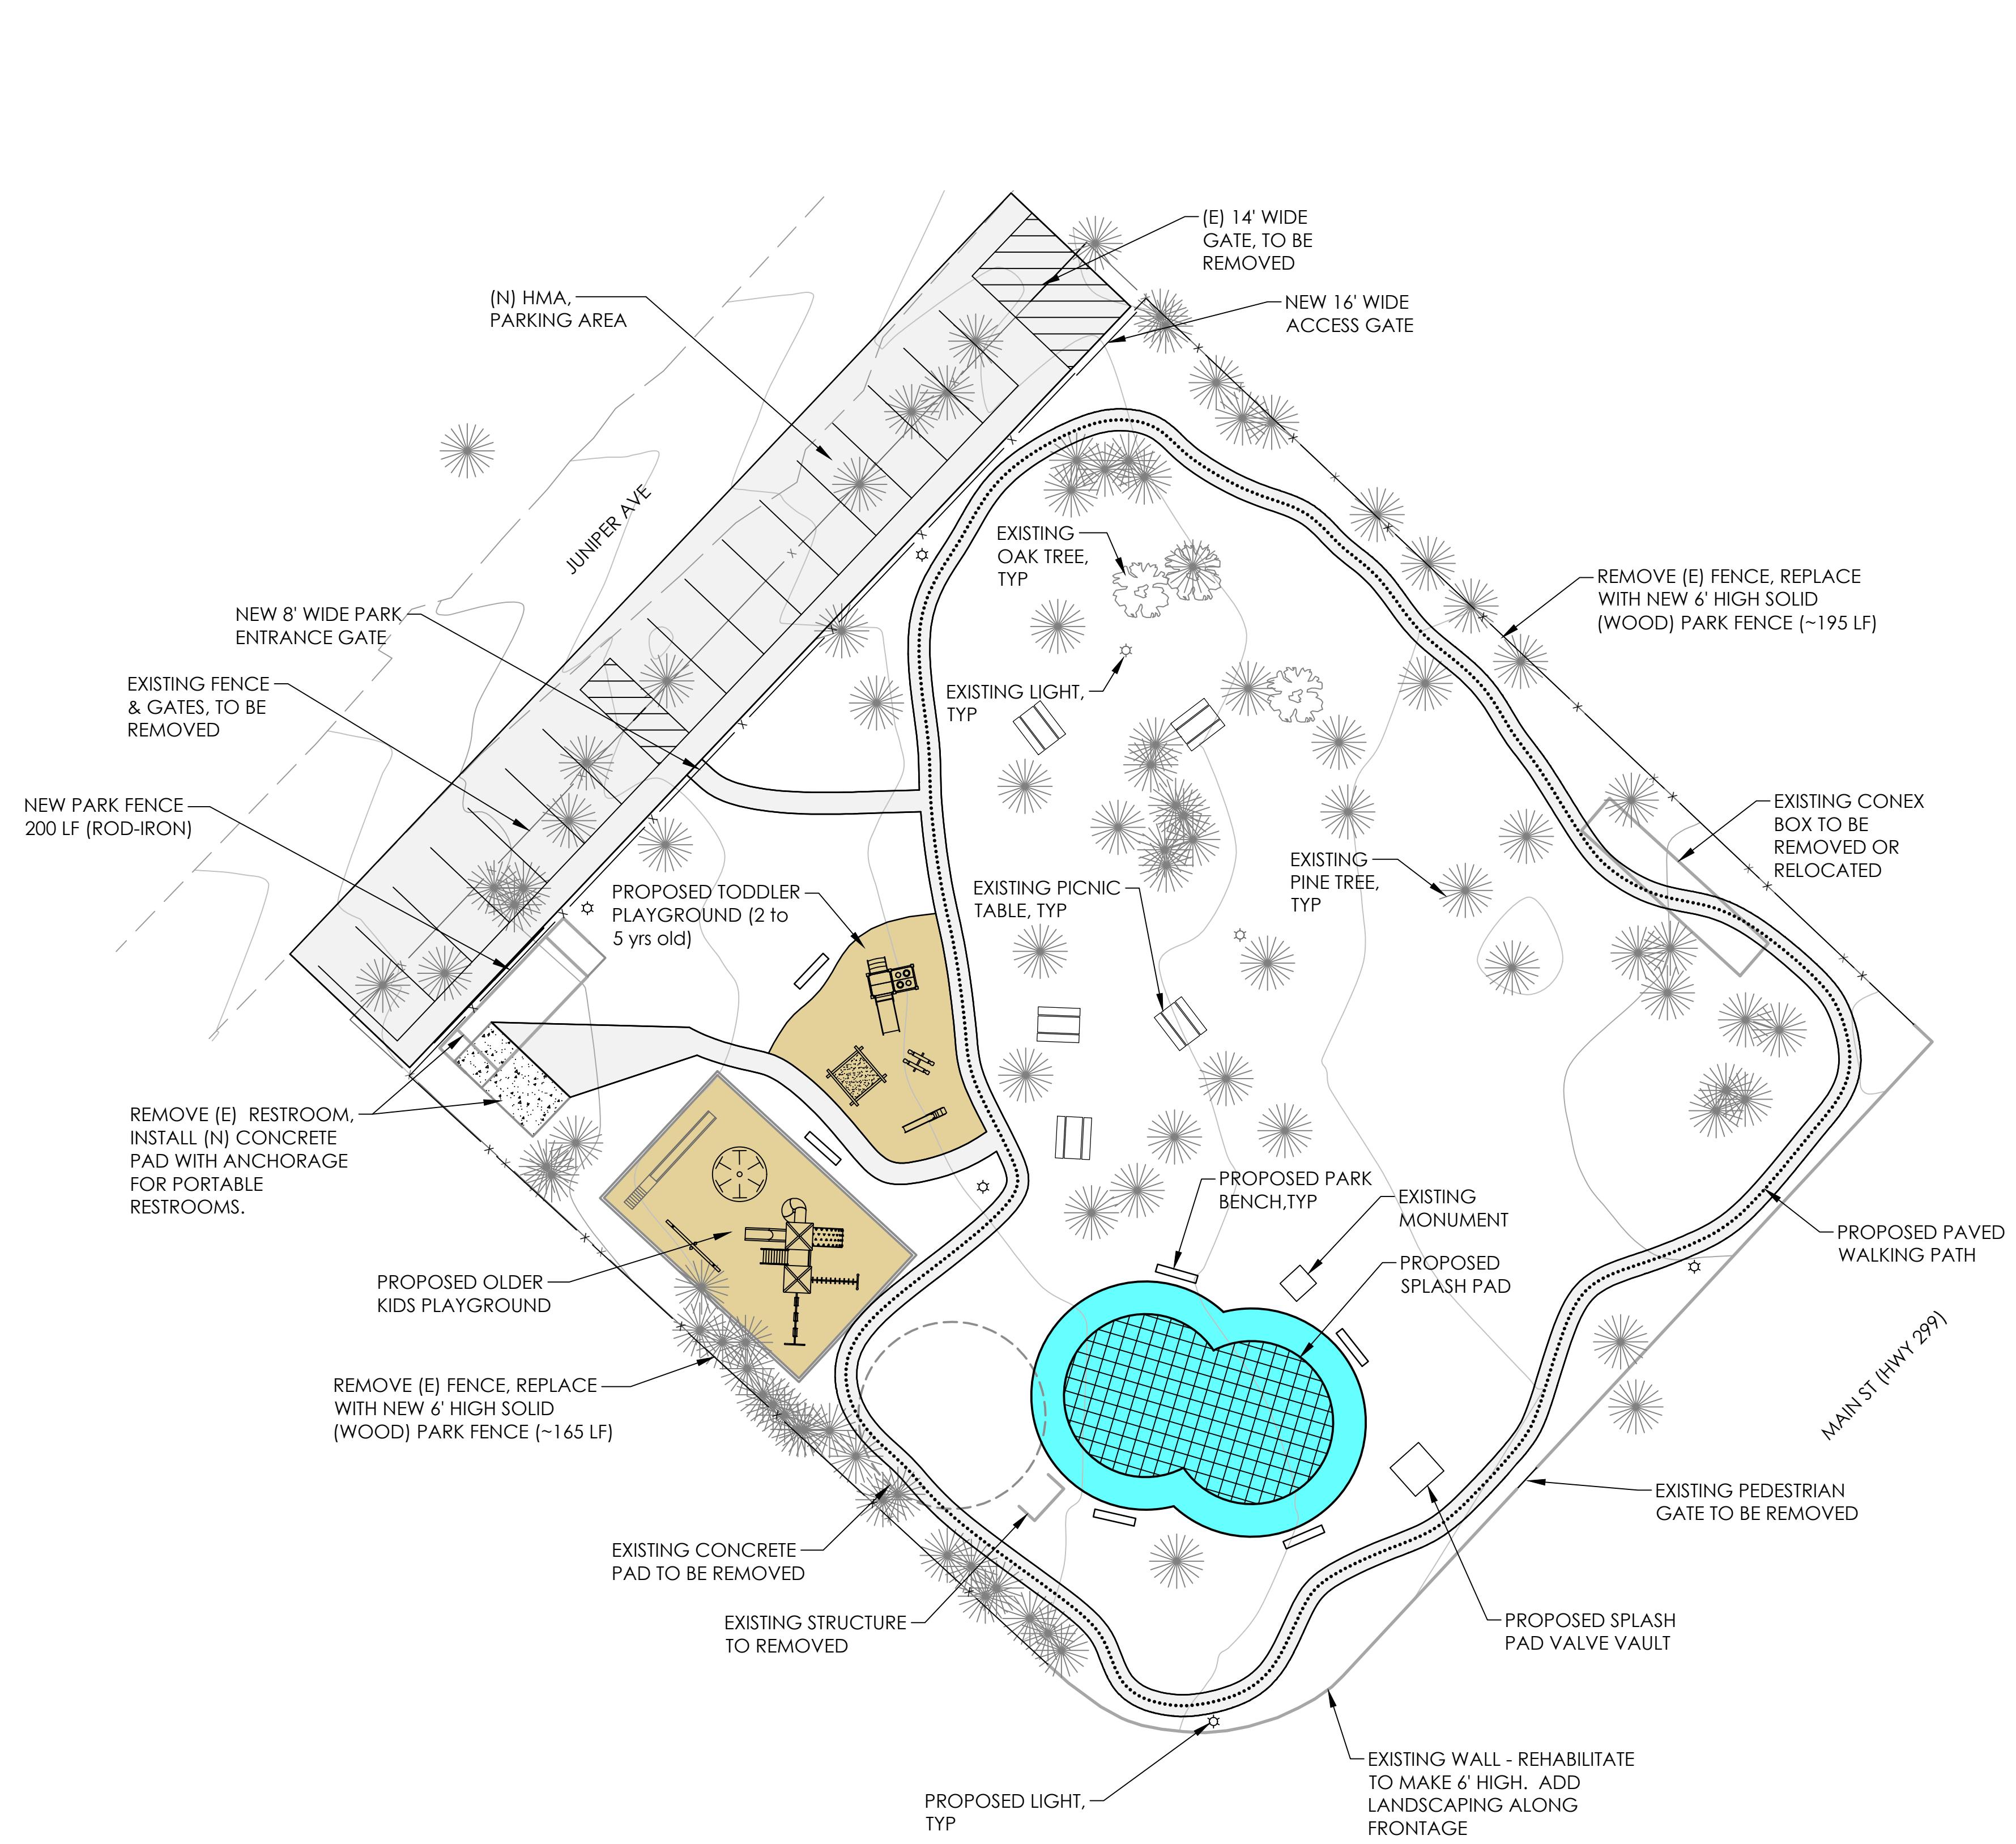 (E) 14' WIDE
GATE, TO BE
REMOVED
(N) HMA,
PARKING AREA
NEW 16' WIDE
ACCESS GATE
JUNIPER AVE
EXISTING
OAK TREE,
TYP
REMOVE (E) FENCE, REPLACE
WITH NEW 6' HIGH SOLID
(WOOD) PARK FENCE (~195 LF)
NEW 8' WIDE PARK
ENTRANCE GATE
EXISTING LIGHT,
TYP
EXISTING FENCE
& GATES, TO BE
REMOVED
NEW PARK FENCE
200 LF (ROD-IRON)
EXISTING CONEX
BOX TO BE
REMOVED OR
RELOCATED
EXISTING
PINE TREE,
TYP
PROPOSED TODDLER
PLAYGROUND (2 to
5 yrs old)
EXISTING PICNIC
TABLE, TYP
REMOVE (E)  RESTROOM,
INSTALL (N) CONCRETE
PAD WITH ANCHORAGE
FOR PORTABLE
RESTROOMS.
PROPOSED PARK
BENCH,TYP
EXISTING
MONUMENT
PROPOSED PAVED
WALKING PATH
PROPOSED
SPLASH PAD
PROPOSED OLDER
KIDS PLAYGROUND
MAIN ST (HWY 299)
REMOVE (E) FENCE, REPLACE
WITH NEW 6' HIGH SOLID
(WOOD) PARK FENCE (~165 LF)
EXISTING PEDESTRIAN
GATE TO BE REMOVED
EXISTING CONCRETE
PAD TO BE REMOVED
EXISTING STRUCTURE
TO REMOVED
PROPOSED SPLASH
PAD VALVE VAULT
EXISTING WALL - REHABILITATE
TO MAKE 6' HIGH.  ADD
LANDSCAPING ALONG
FRONTAGE
PROPOSED LIGHT,
TYP